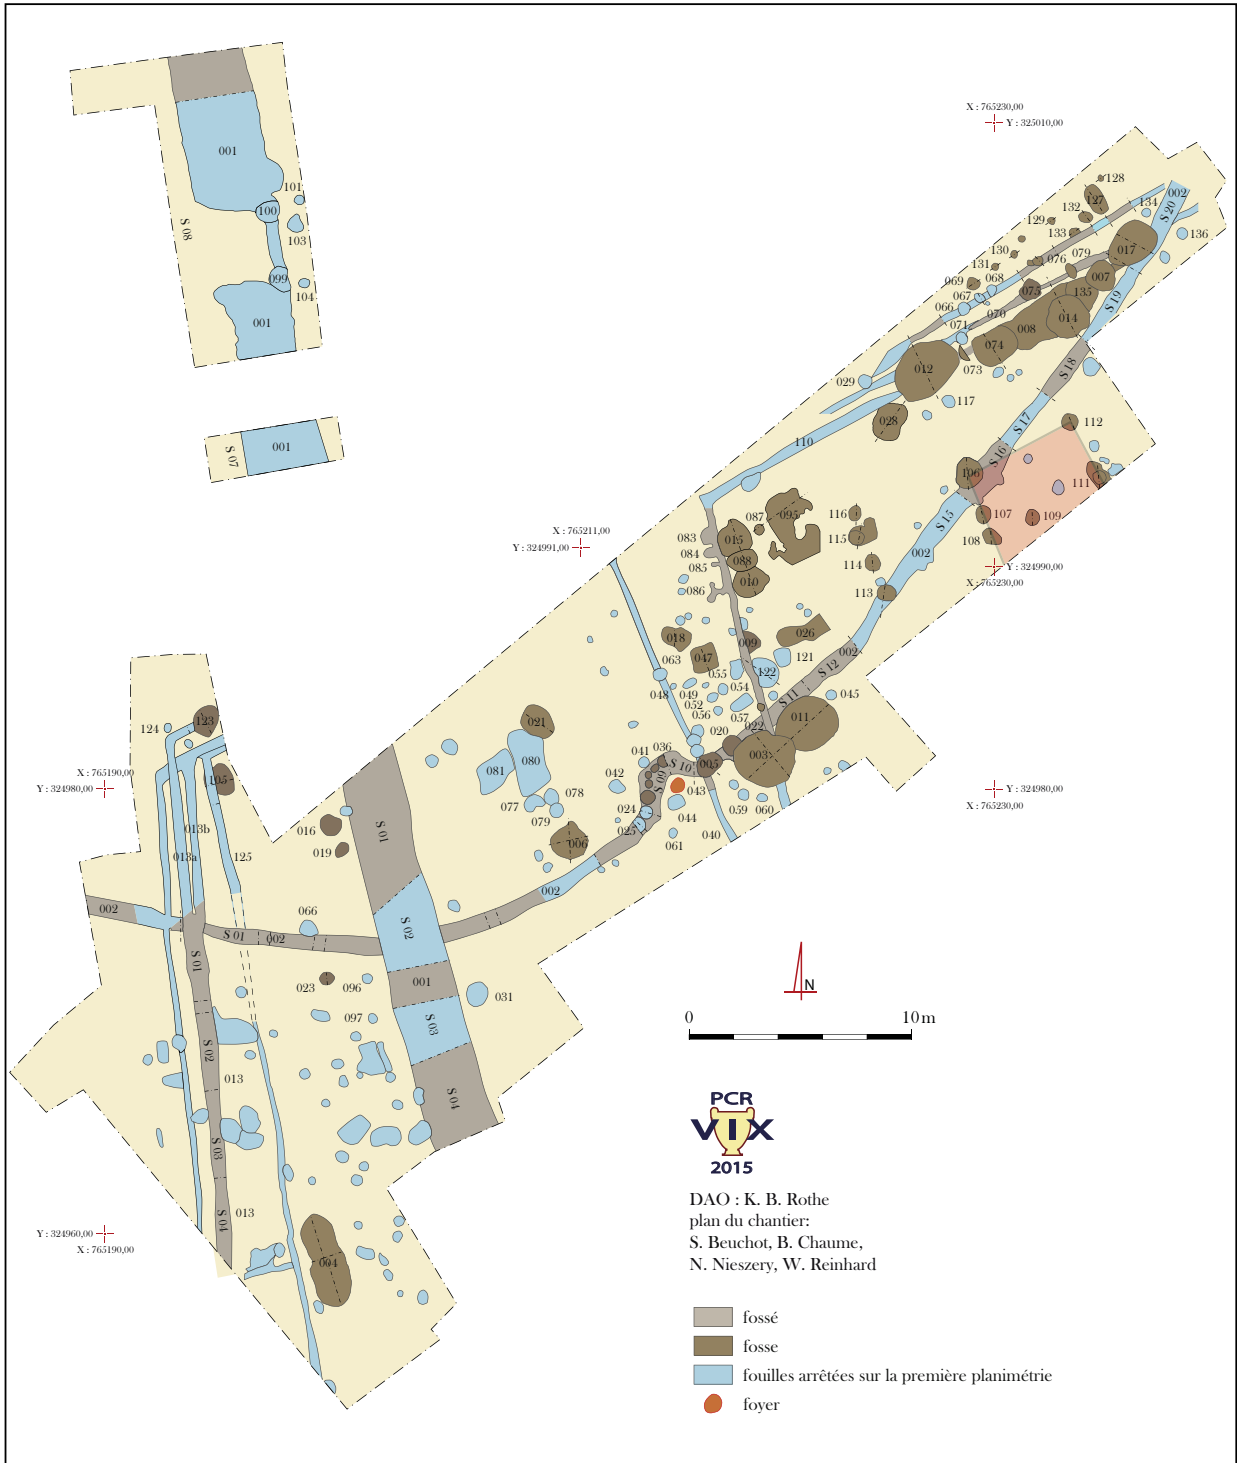 001
101
100
103
S 08
099
104
001
S 07
001
X : 765230,00
Y : 325010,00
128
127
132
134
002
S 20
129
133
136
130
079
017
076
131
007
069
068
075
135
067
S 19
066
070
014
008
071
074
073
012
S 18
029
117
028
S 17
112
110
S 16
106
111
087
095
116
107
109
S 15
X : 765211,00
Y : 324991,00
083
015
115
108
084
088
002
085
114
Y : 324990,00
X : 765230,00
010
086
113
018
009
026
063
047
002
121
055
122
S 12
048
049
054
045
052
S 11
056
057
011
124
123
021
020
022
036
041
003
080
S 10
005
X : 765190,00
Y : 324980,00
081
105
042
S 09
043
Y : 324980,00
X : 765230,00
078
077
024
059
060
044
079
013b
016
S 01
025
040
006
061
019
013a
125
002
002
066
S 02
S 01
002
S 01
023
096
001
031
097
S 03
S 02
013
S 04
S 03
013
S 04
Y : 324960,00
X : 765190,00
004
N
0
10m
PCR
VIX
2015
DAO : K. B. Rothe
plan du chantier:
S. Beuchot, B. Chaume,
N. Nieszery, W. Reinhard
fossé
fosse
fouilles arrêtées sur la première planimétrie
foyer